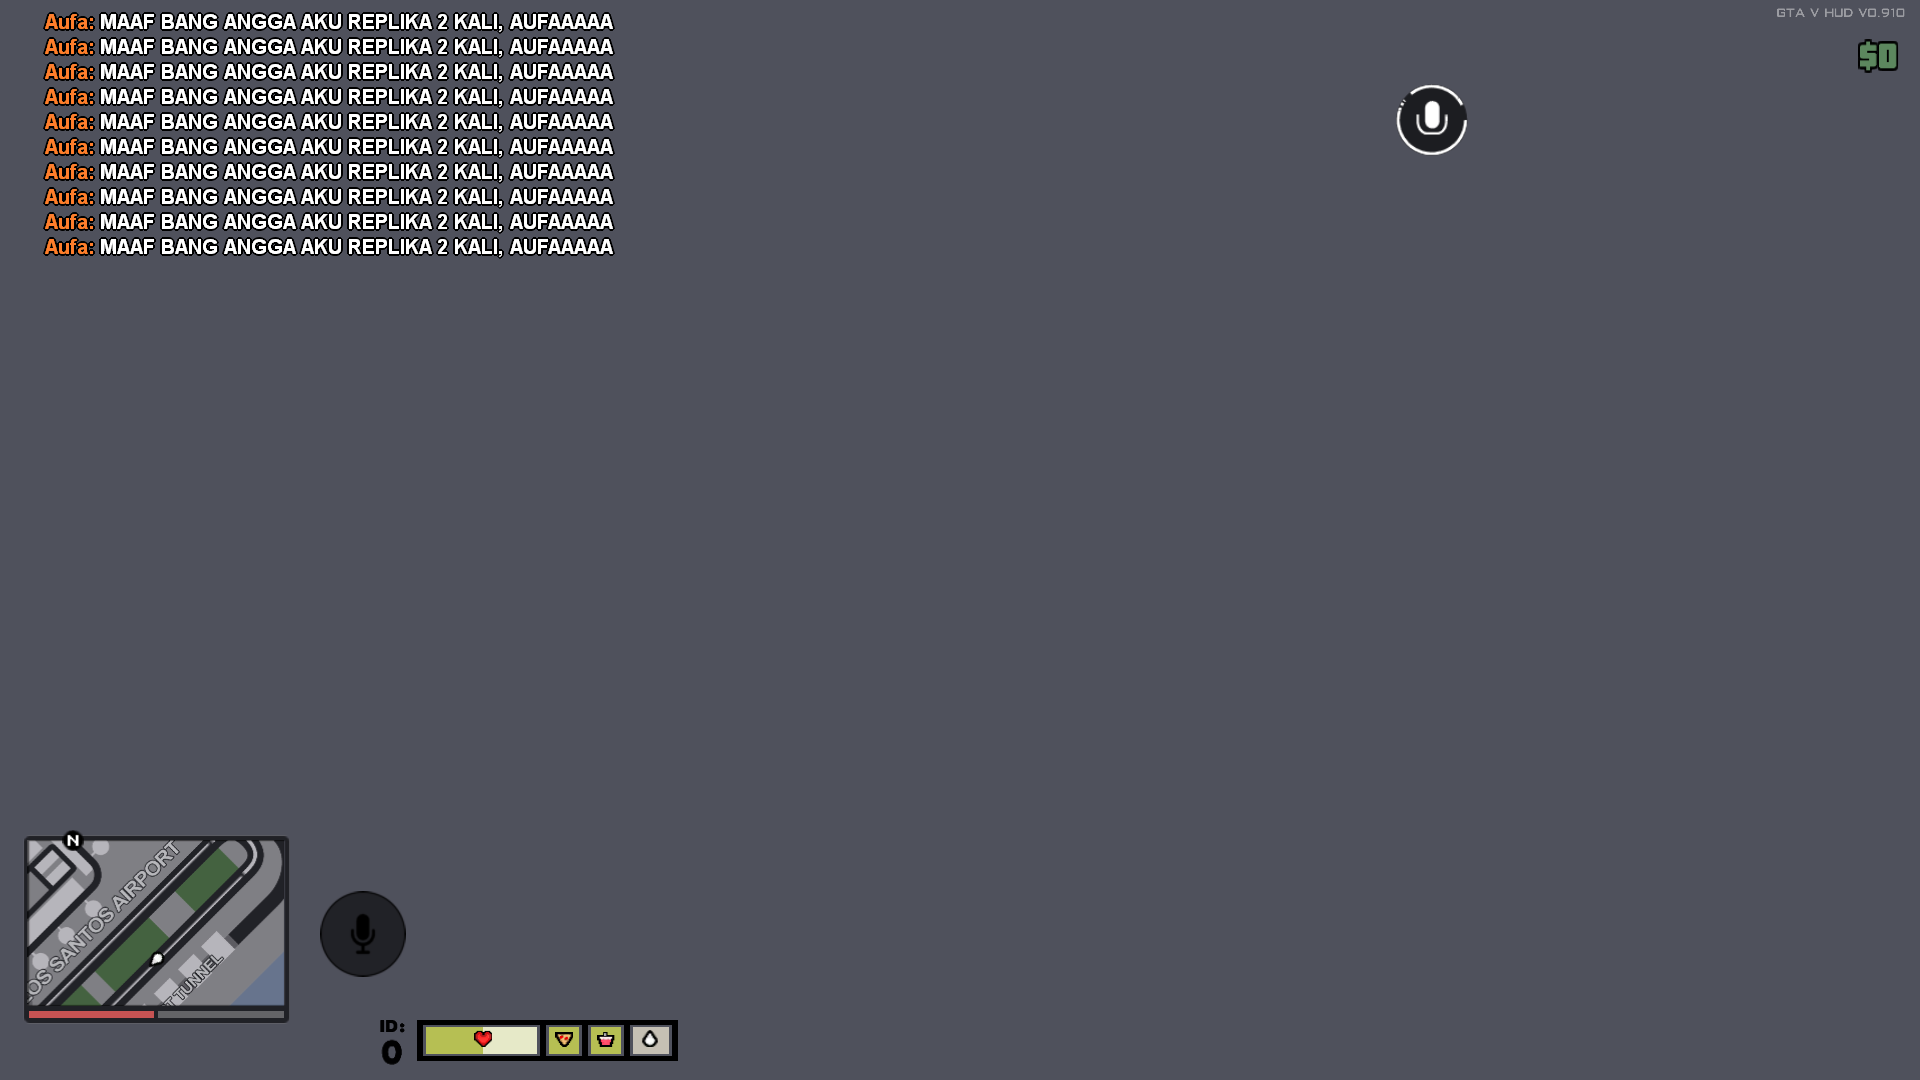 Aufa: MAAF BANG ANGGA AKU REPLIKA 2 KALI, AUFAAAAA
Aufa: MAAF BANG ANGGA AKU REPLIKA 2 KALI, AUFAAAAA
Aufa: MAAF BANG ANGGA AKU REPLIKA 2 KALI, AUFAAAAA
Aufa: MAAF BANG ANGGA AKU REPLIKA 2 KALI, AUFAAAAA
Aufa: MAAF BANG ANGGA AKU REPLIKA 2 KALI, AUFAAAAA
Aufa: MAAF BANG ANGGA AKU REPLIKA 2 KALI, AUFAAAAA
Aufa: MAAF BANG ANGGA AKU REPLIKA 2 KALI, AUFAAAAA
Aufa: MAAF BANG ANGGA AKU REPLIKA 2 KALI, AUFAAAAA
Aufa: MAAF BANG ANGGA AKU REPLIKA 2 KALI, AUFAAAAA
Aufa: MAAF BANG ANGGA AKU REPLIKA 2 KALI, AUFAAAAA
GTA V HUD V0.910
$0
N
OS SANTOS AIRPORT
T TUNNEL
ID:
0